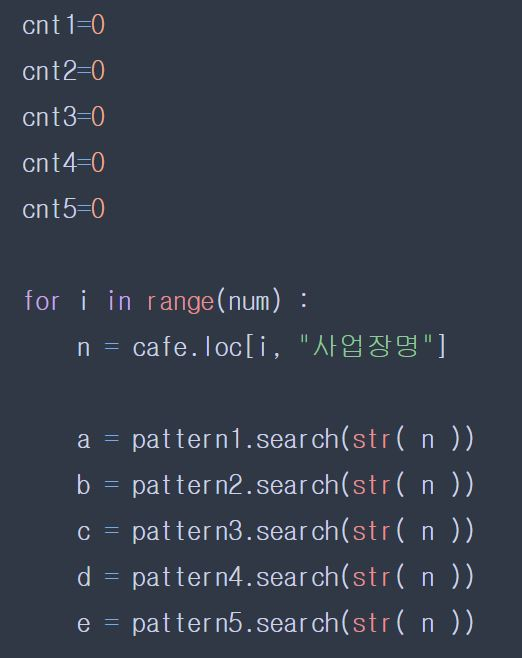 cnt1=0
cnt2=0
cnt3=0
cnt4=0
cnt5=0
for i in range(num) :
n = cafe.loc[i, "사업장명"]
a = pattern1.search(str( n ))
b = pattern2.search(str( n ))
c = pattern3.search(str( n ))
d = pattern4.search(str( n ))
e = pattern5.search(str( n ))